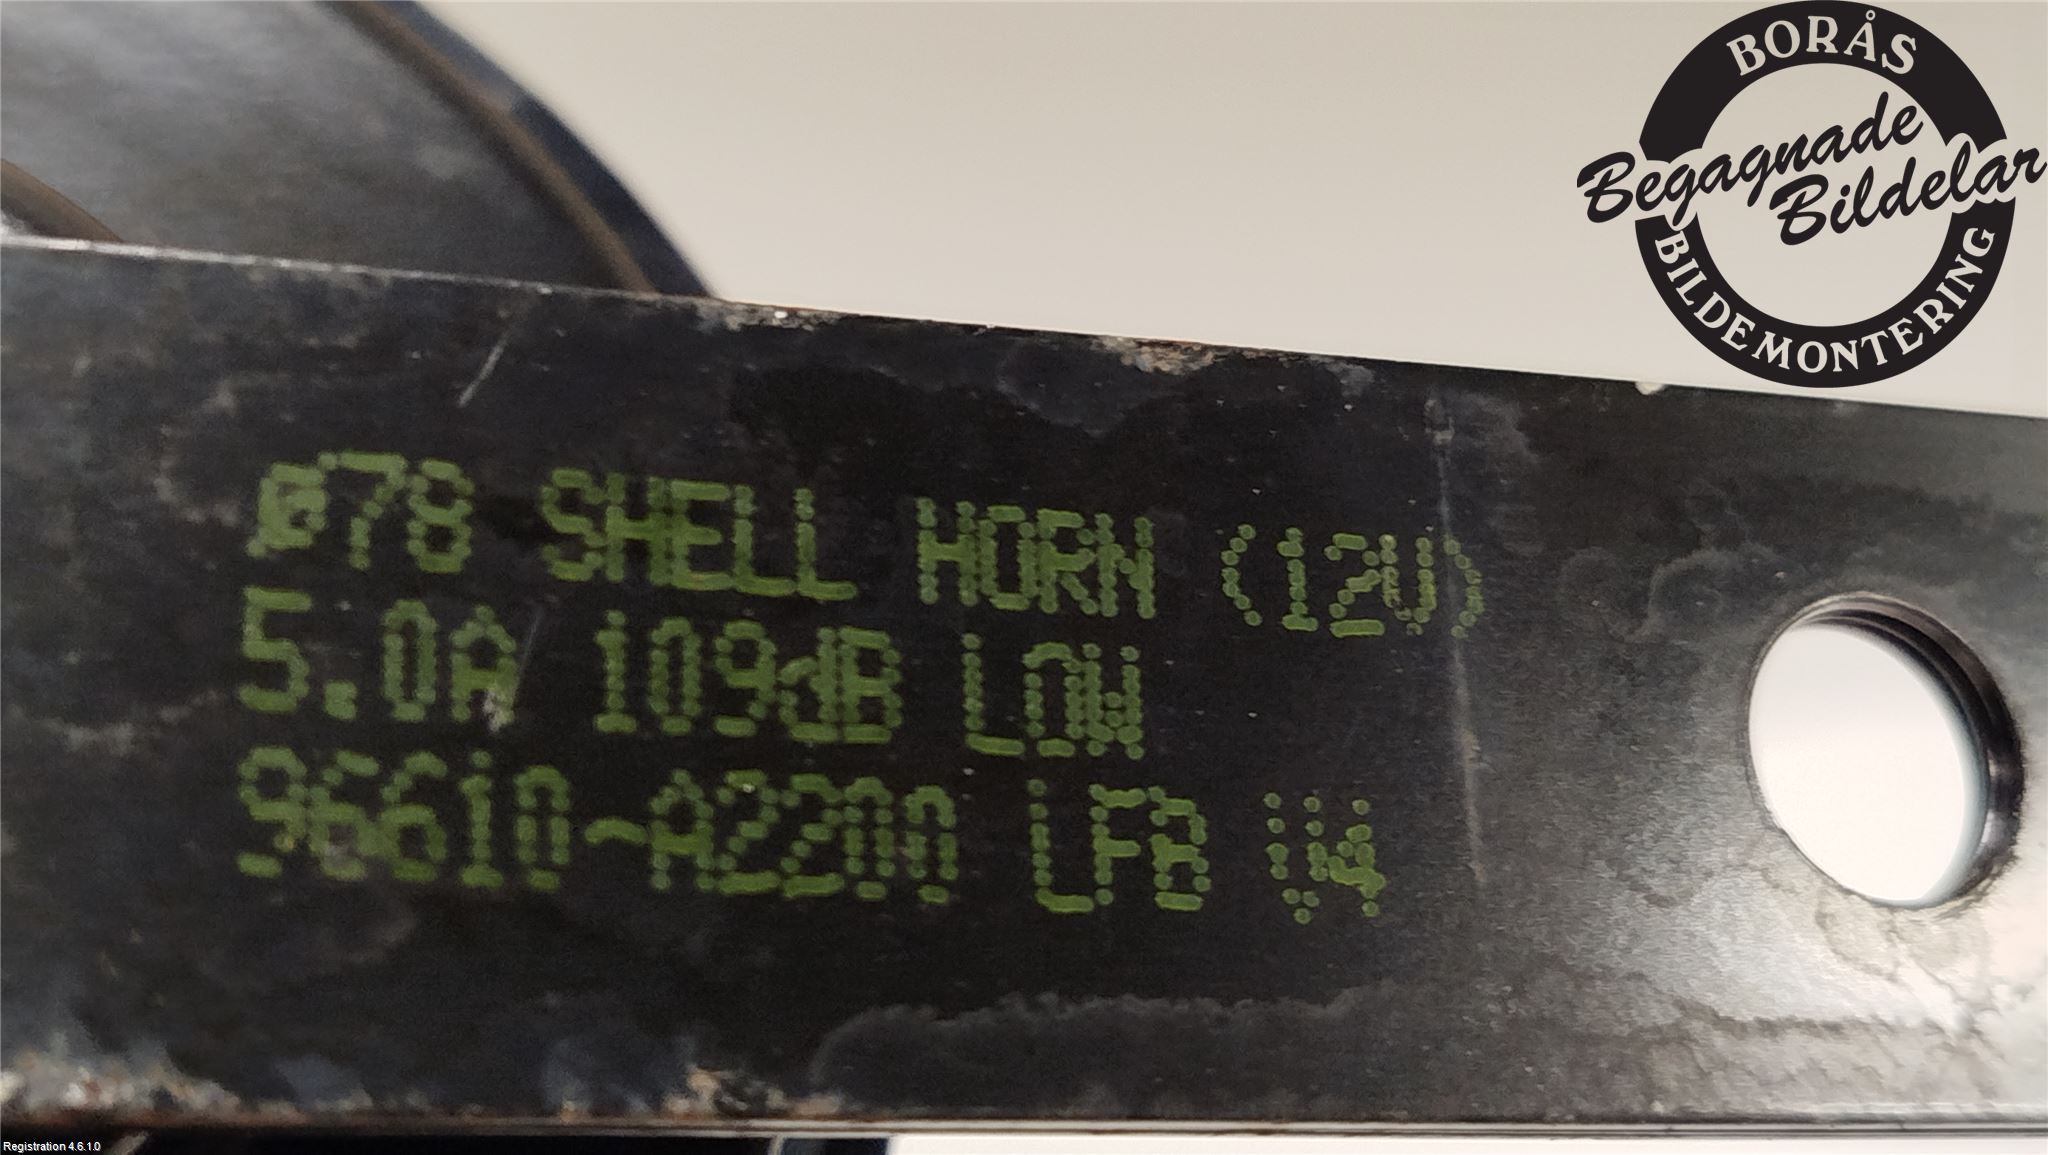 BORÅS
Begagnade
Bildelar
BILDEMONTERING
ø78 SHELL HORN (12V)
5.0A 109dB LOW
96610-A2200 LFB V4
Registration 4.6.1.0